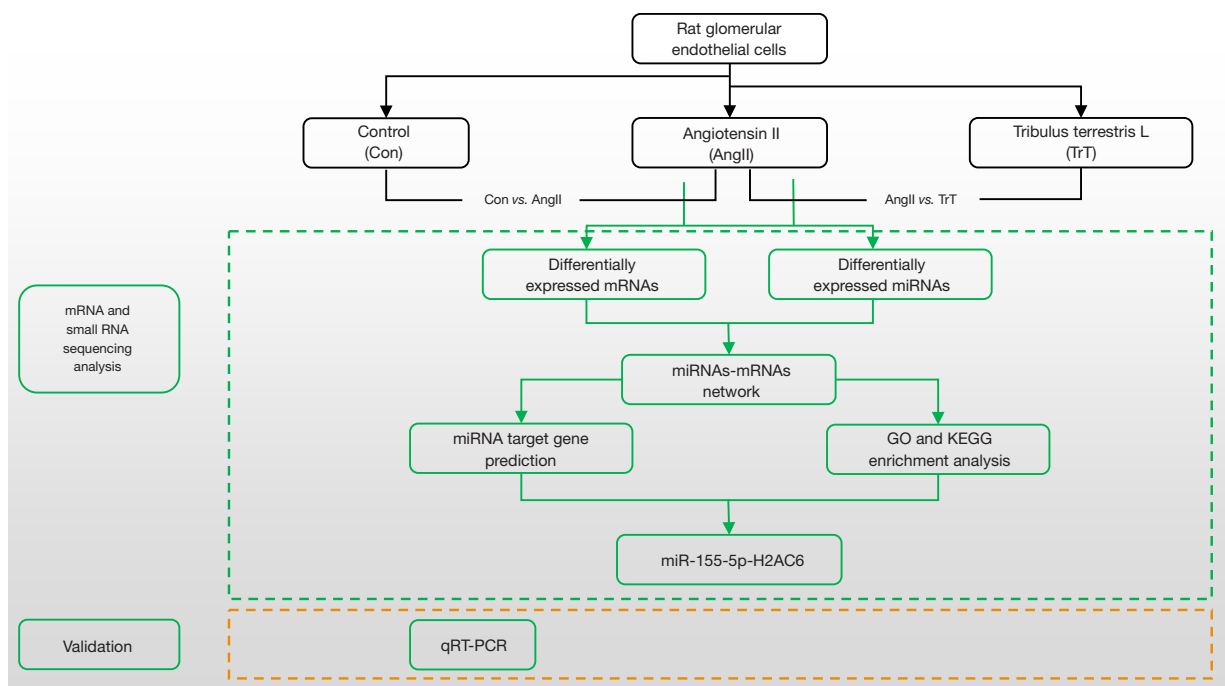 Rat glomerular
endothelial cells
Control
(Con)
Angiotensin II
(AngII)
Tribulus terrestris L
(TrT)
Con vs. AngII
AngII vs. TrT
Differentially
expressed mRNAs
Differentially
expressed miRNAs
mRNA and
small RNA
sequencing
analysis
miRNAs-mRNAs
network
miRNA target gene
prediction
GO and KEGG
enrichment analysis
miR-155-5p-H2AC6
Validation
qRT-PCR